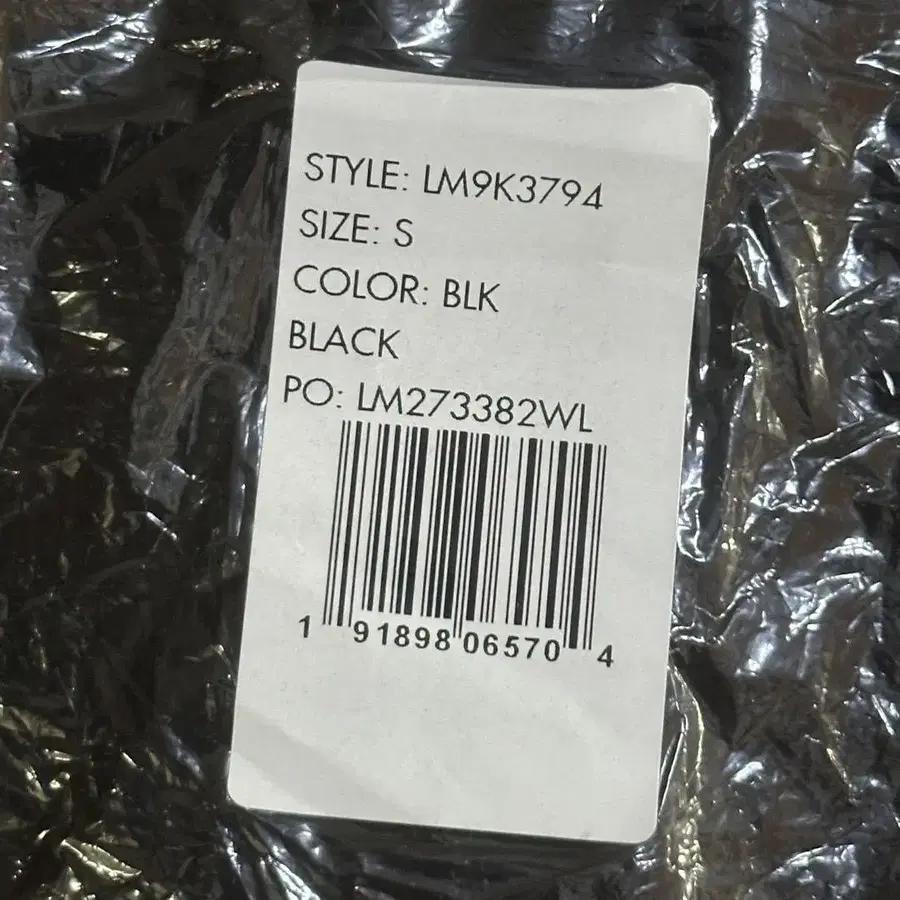 STYLE: LM9K3794
SIZE: S
COLOR: BLK
BLACK
PO: LM273382WL
1 91898 06570 4